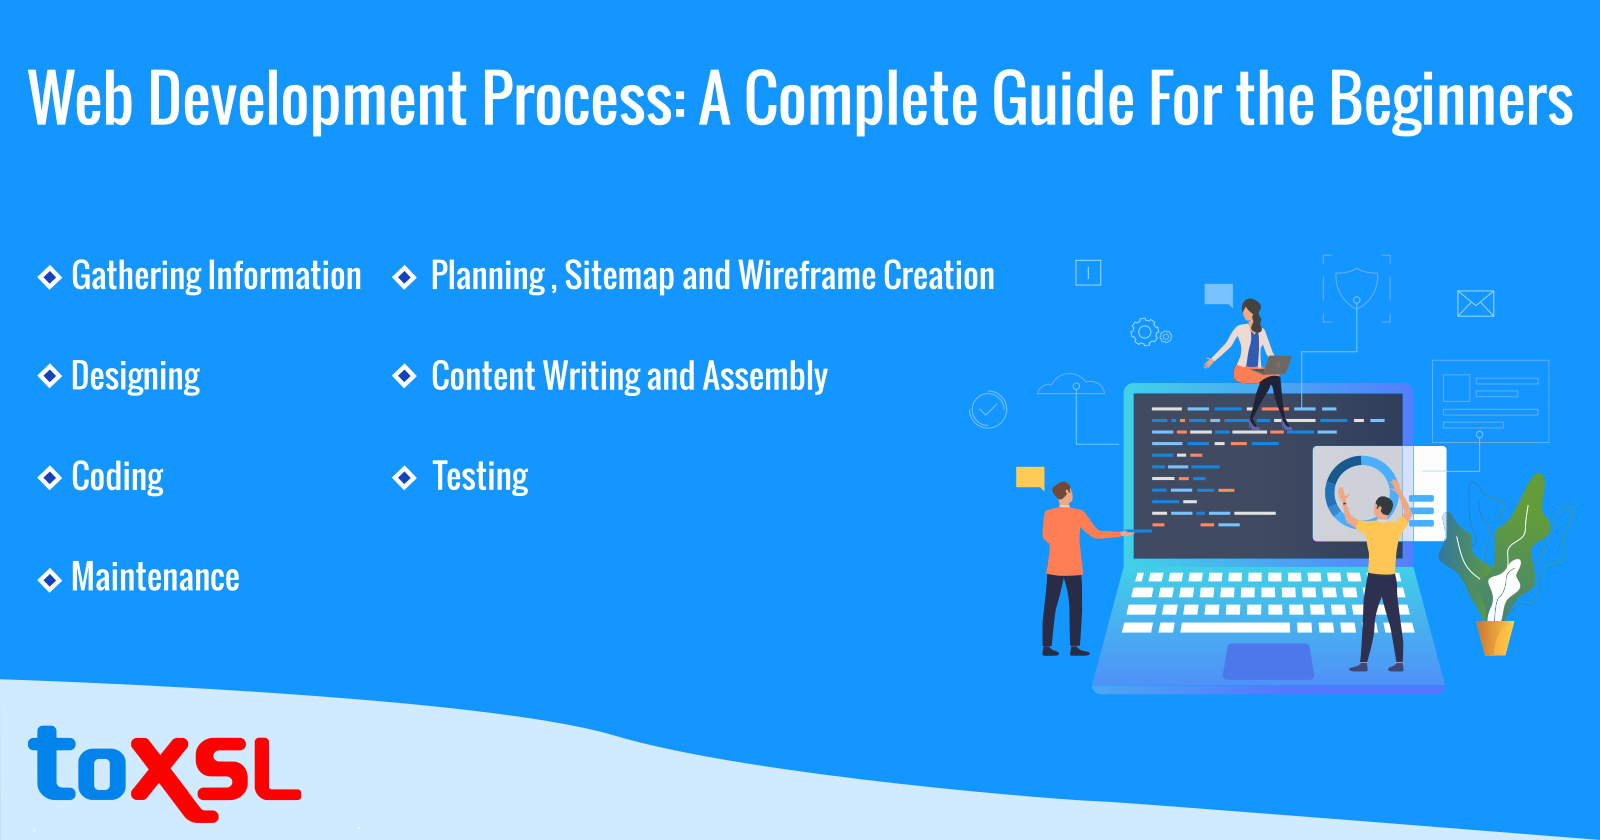 Web Development Process: A Complete Guide For the Beginners
Gathering Information
Planning , Sitemap and Wireframe Creation
Designing
Content Writing and Assembly
Coding
Testing
Maintenance
toXSL